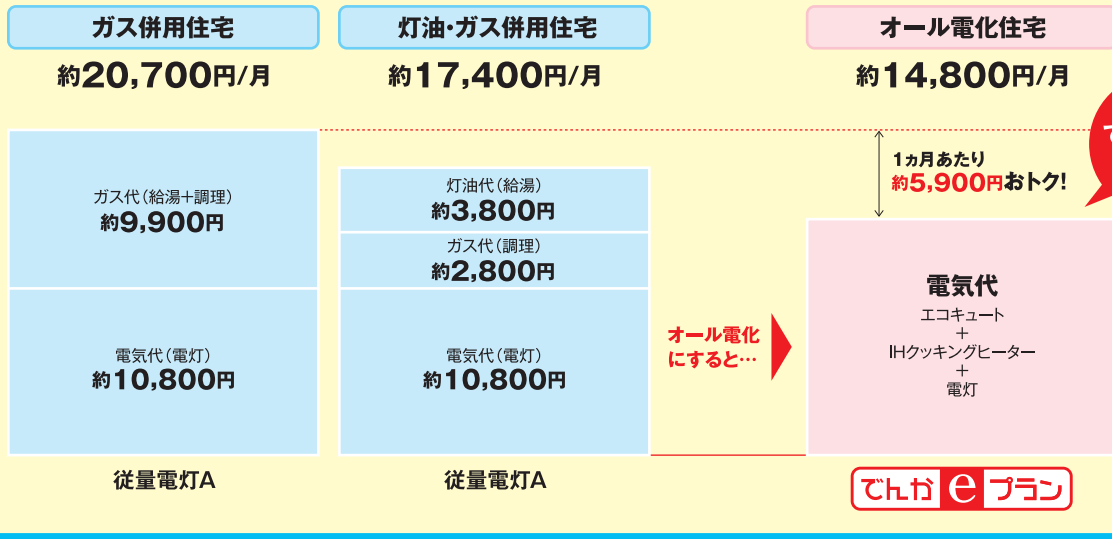 ガス併用住宅
約20,700円/月
ガス代（給湯+調理）
約9,900円
電気代（電灯）
約10,800円
従量電灯A
灯油・ガス併用住宅
約17,400円/月
灯油代（給湯）
約3,800円
ガス代（調理）
約2,800円
電気代（電灯）
約10,800円
従量電灯A
オール電化
にすると…
オール電化住宅
約14,800円/月
1ヵ月あたり
約5,900円おトク!
電気代
エコキュート
+
IHクッキングヒーター
+
電灯
でんかeプラン